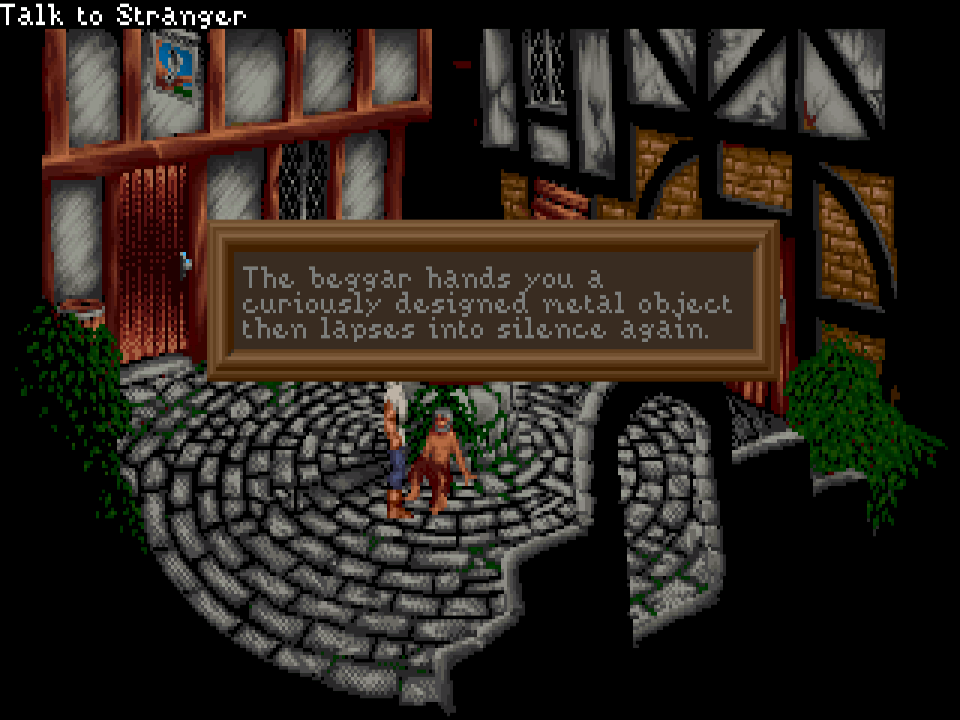 Talk to Stranger
The beggar hands you a
curiously designed metal object
then lapses into silence again.